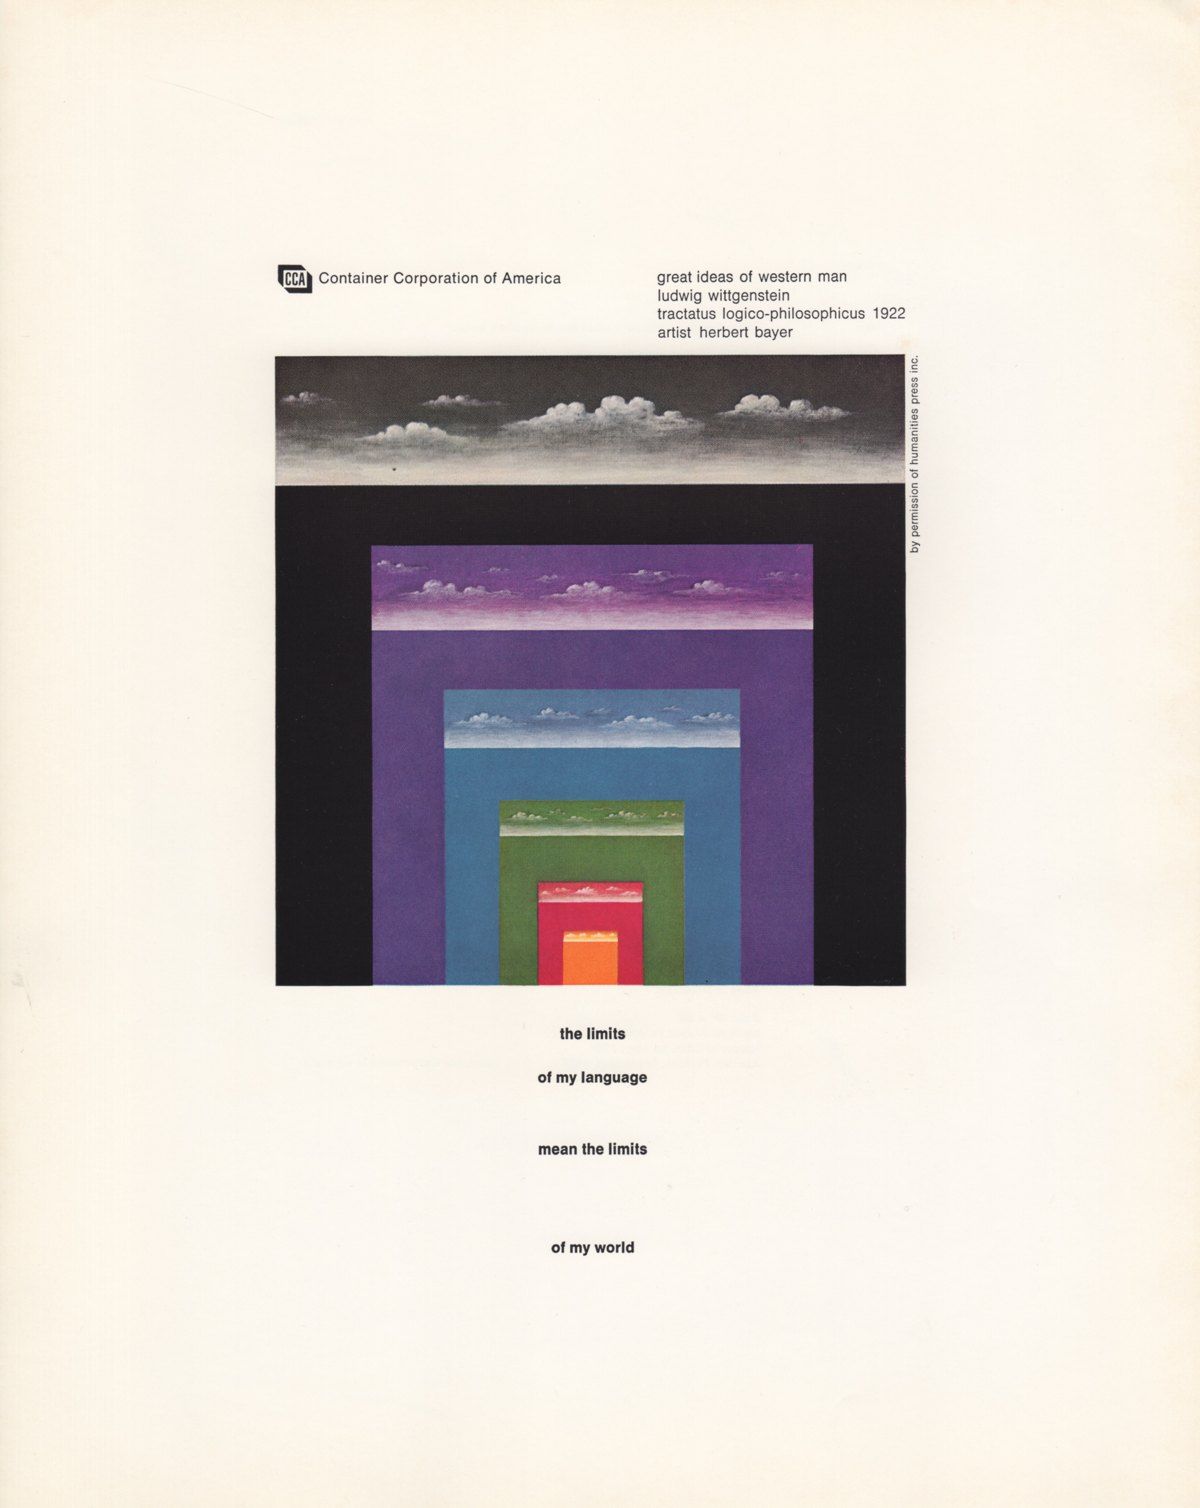 CCA Container Corporation of America
great ideas of western man
ludwig wittgenstein
tractatus logico-philosophicus 1922
artist herbert bayer
by permission of humanities press inc.
the limits
of my language
mean the limits
of my world